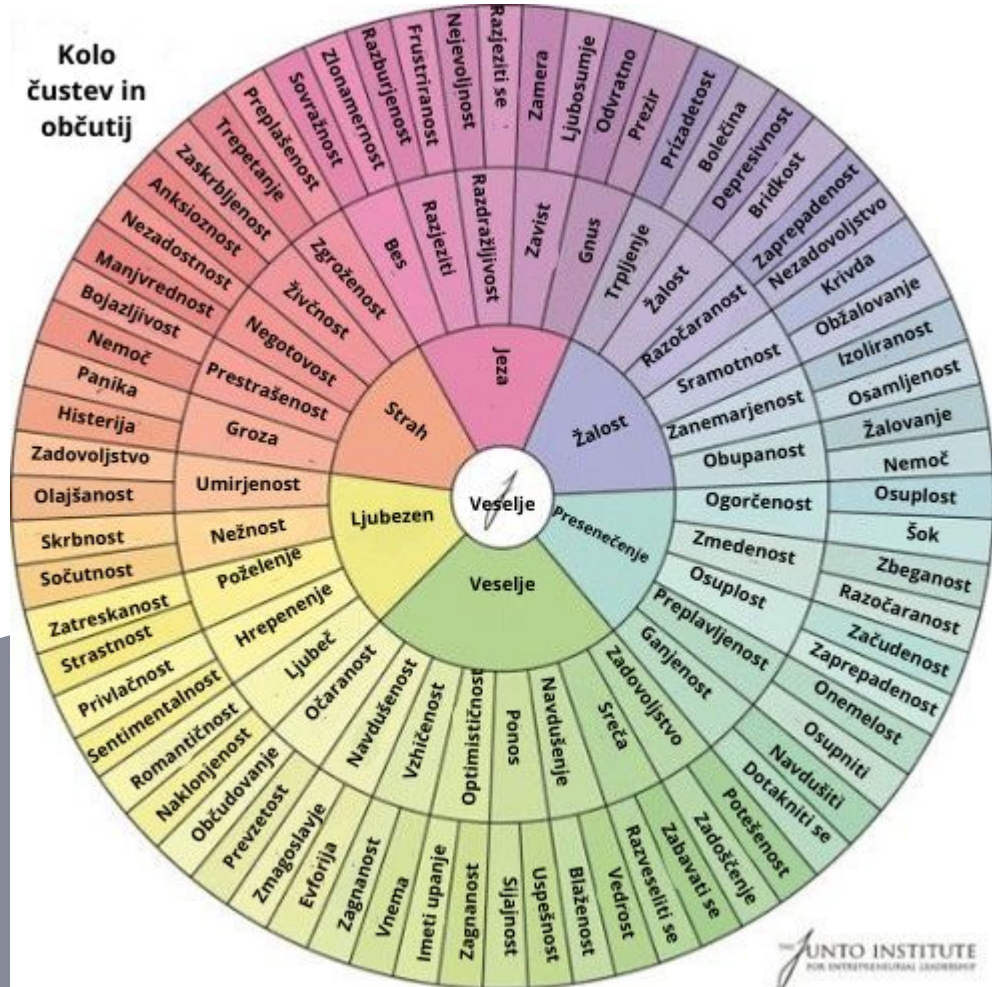 Kolo
čustev in
občutij
Veselje
Jeza
Žalost
Presenečenje
Veselje
Ljubezen
Strah
Bes
Razjeziti
Razdražljivost
Zavist
Gnus
Trpljenje
Žalost
Razočaranost
Sramotnost
Zanemarjenost
Obupanost
Ogorčenost
Zmedenost
Osuplost
Preplavljenost
Ganjenost
Zadovoljstvo
Sreča
Navdušenje
Ponos
Optimističnost
Vzhičenost
Navdušenost
Očaranost
Ljubeč
Hrepenenje
Poželenje
Nežnost
Umirjenost
Groza
Prestrašenost
Negotovost
Živčnost
Zgroženost
Sovražnost
Zlonamernost
Razburjenost
Frustriranost
Nejevoljnost
Razjeziti se
Zamera
Ljubosumje
Odvratno
Prezir
Prizadetost
Bolečina
Depresivnost
Bridkost
Zaprepadenost
Nezadovoljstvo
Krivda
Obžalovanje
Izoliranost
Osamljenost
Žalovanje
Nemoč
Osuplost
Šok
Zbeganost
Razočaranost
Začudenost
Zaprepadenost
Onemelost
Osupniti
Navdušiti
Dotakniti se
Potešenost
Zadoščenje
Zabavati se
Razveseliti se
Vedrost
Blaženost
Uspešnost
Sijajnost
Zagnanost
Imeti upanje
Vnema
Zagnanost
Evforija
Zmagoslavje
Prevzetost
Občudovanje
Naklonjenost
Romantičnost
Sentimentalnost
Privlačnost
Strastnost
Zatreskanost
Sočutnost
Skrbnost
Olajšanost
Zadovoljstvo
Histerija
Panika
Nemoč
Bojazljivost
Manjvrednost
Nezadostnost
Anksioznost
Zaskrbljenost
Trepetanje
Preplašenost
THE JUNTO INSTITUTE
FOR ENTREPRENEURIAL LEADERSHIP